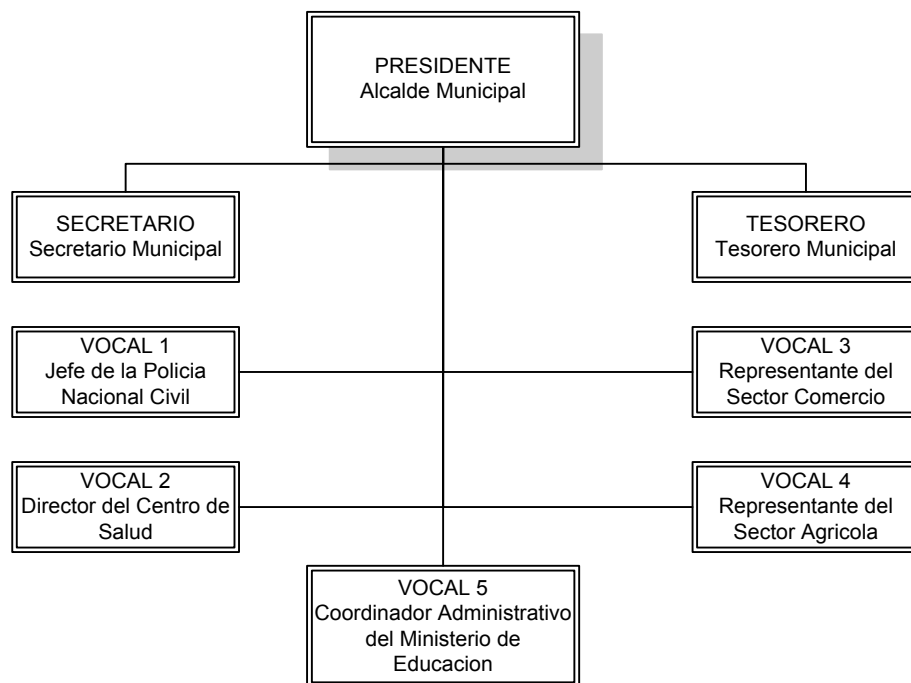 PRESIDENTE
Alcalde Municipal
SECRETARIO
Secretario Municipal
TESORERO
Tesorero Municipal
VOCAL 1
Jefe de la Policia
Nacional Civil
VOCAL 3
Representante del
Sector Comercio
VOCAL 2
Director del Centro de
Salud
VOCAL 4
Representante del
Sector Agricola
VOCAL 5
Coordinador Administrativo
del Ministerio de
Educacion